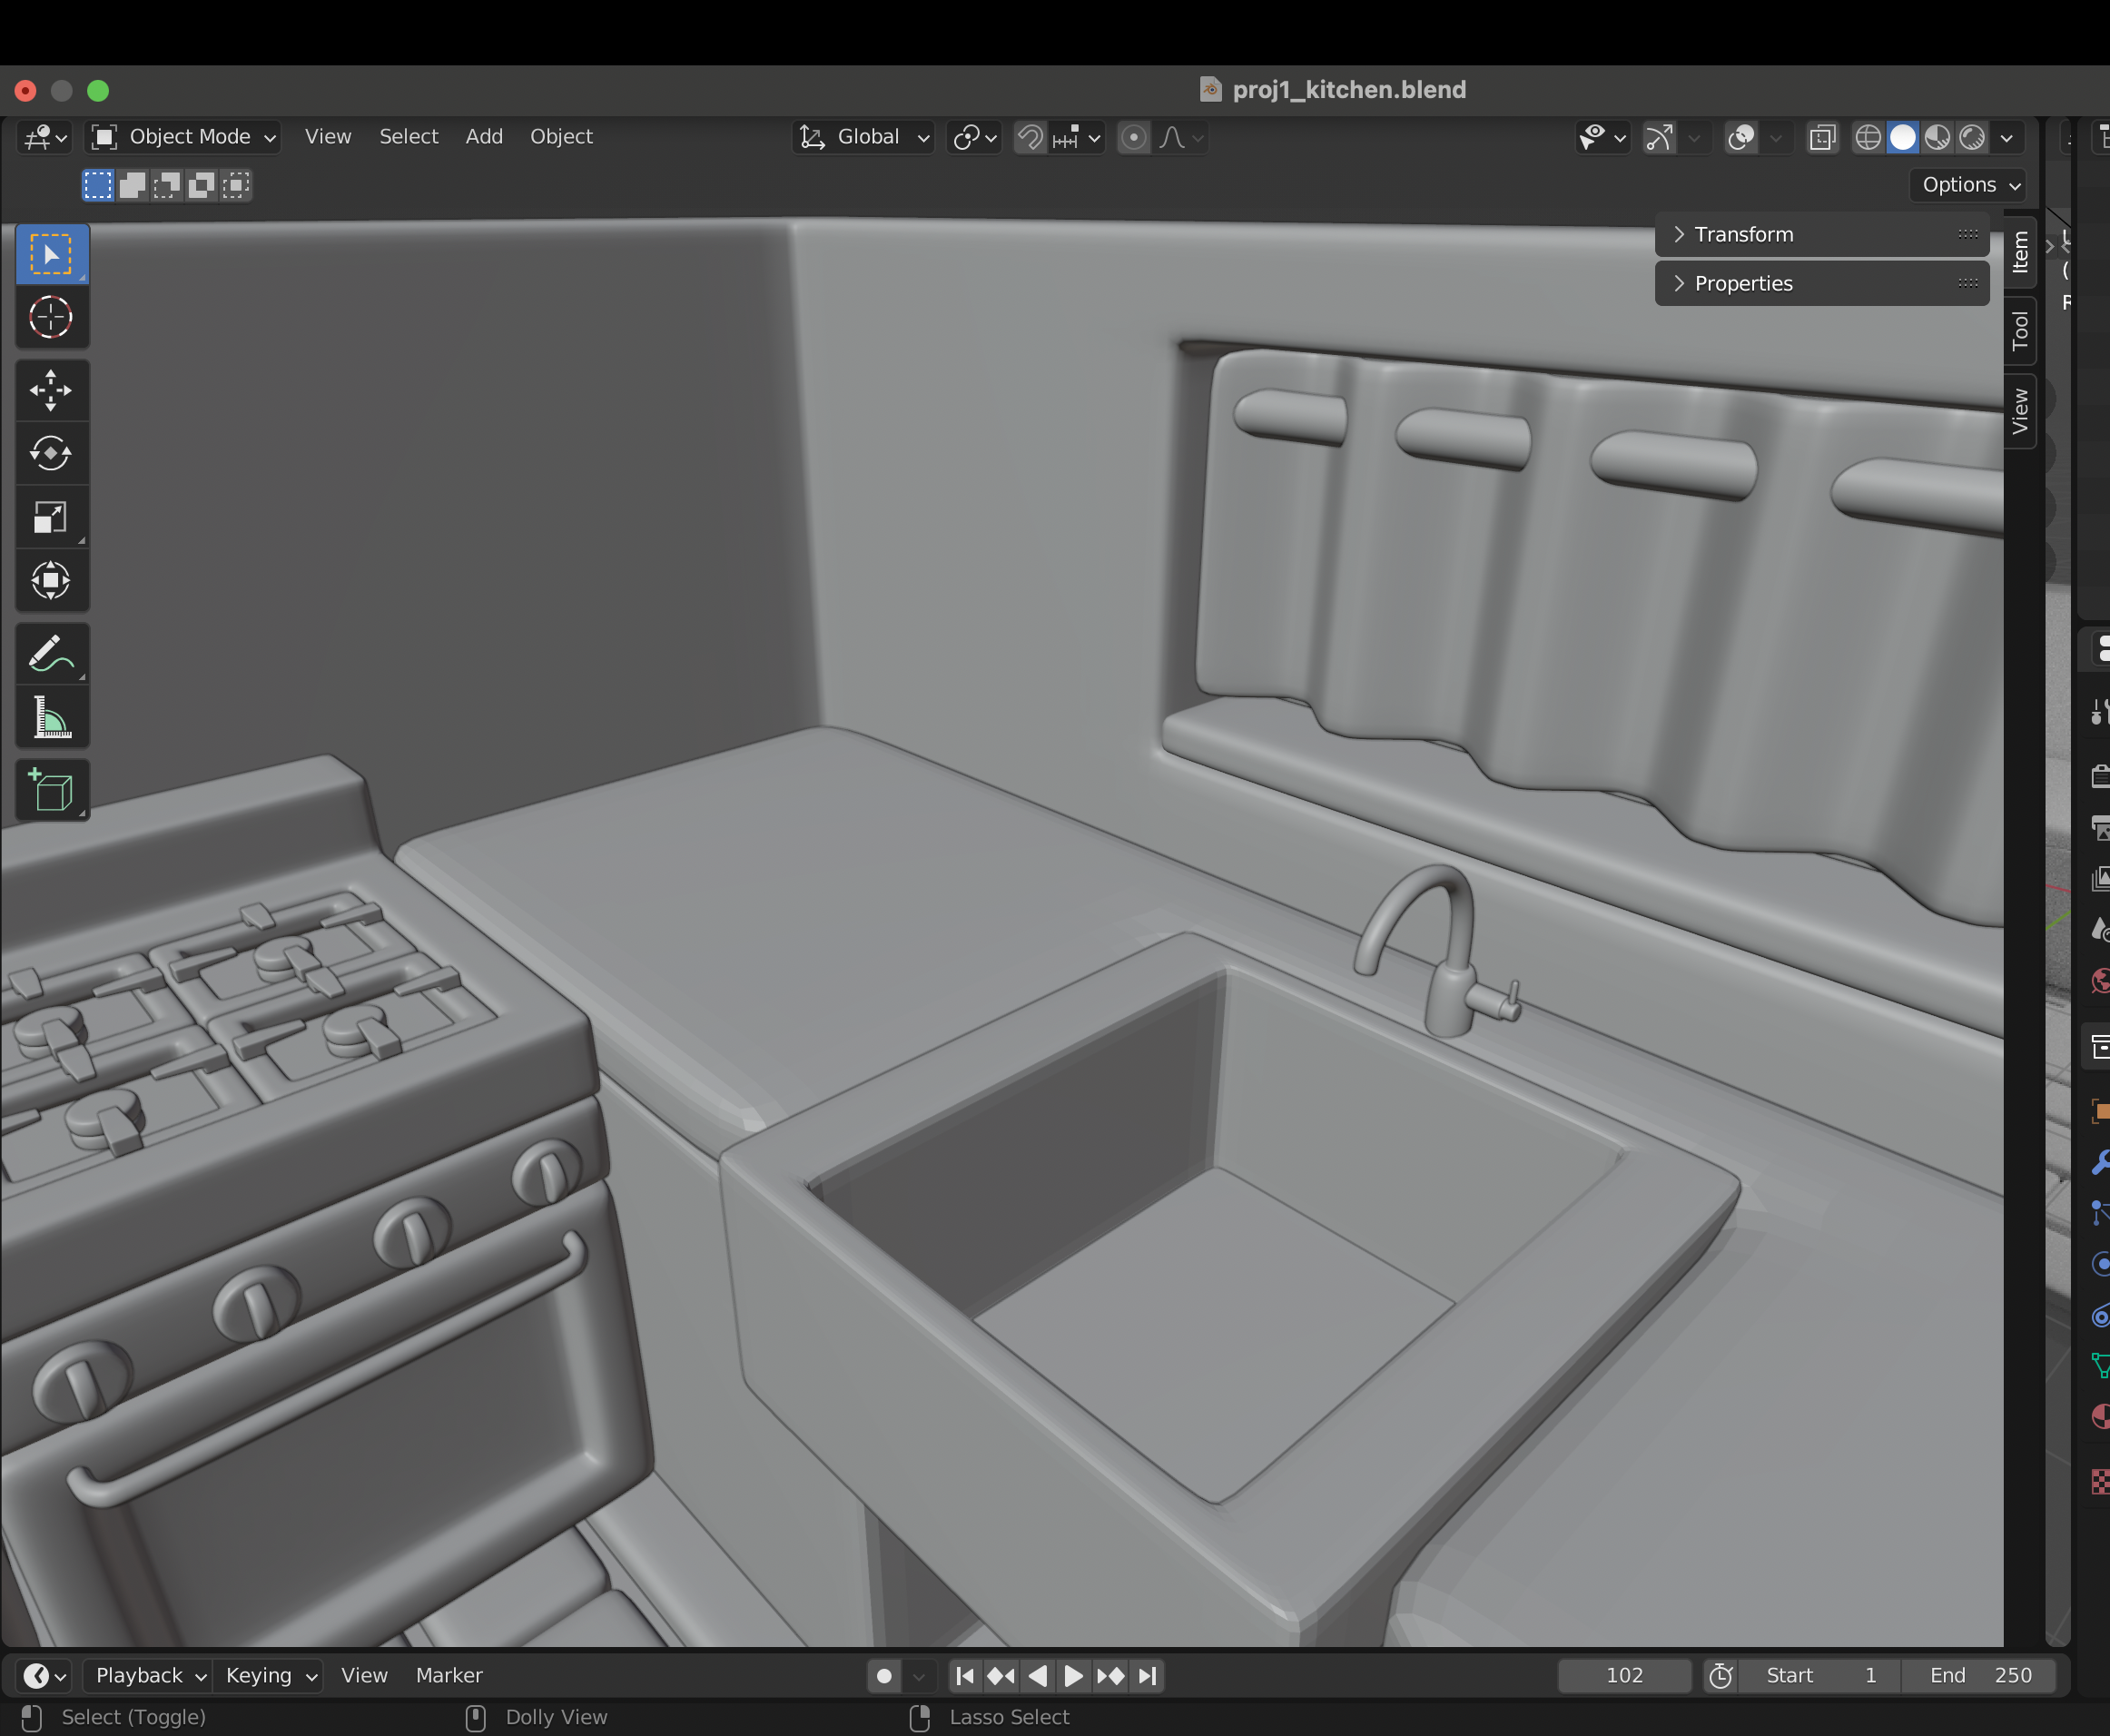 proj1_kitchen.blend
Object Mode View Select Add Object Global
Options
Transform
Properties
Item
Tool
View
Playback Keying View Marker 102 Start 1 End 250
Select (Toggle) Dolly View Lasso Select